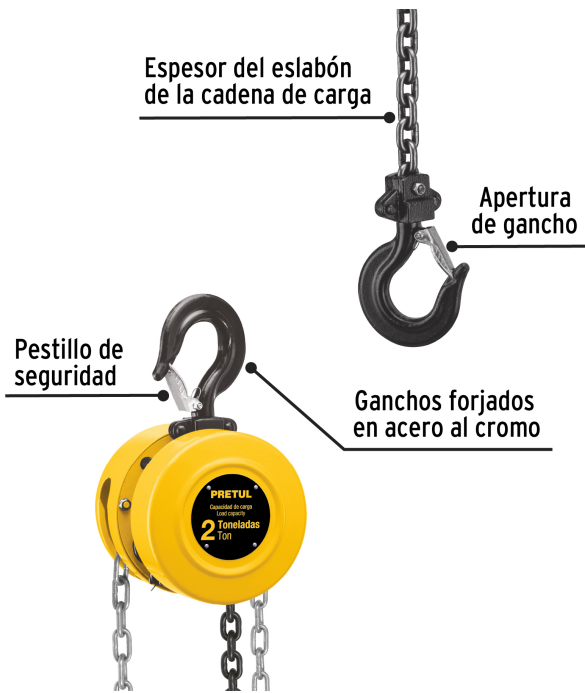 Espesor del eslabón
de la cadena de carga
Apertura
de gancho
Pestillo de
seguridad
Ganchos forjados
en acero al cromo
PRETUL
Capacidad de carga
Load capacity
2 Toneladas
Ton